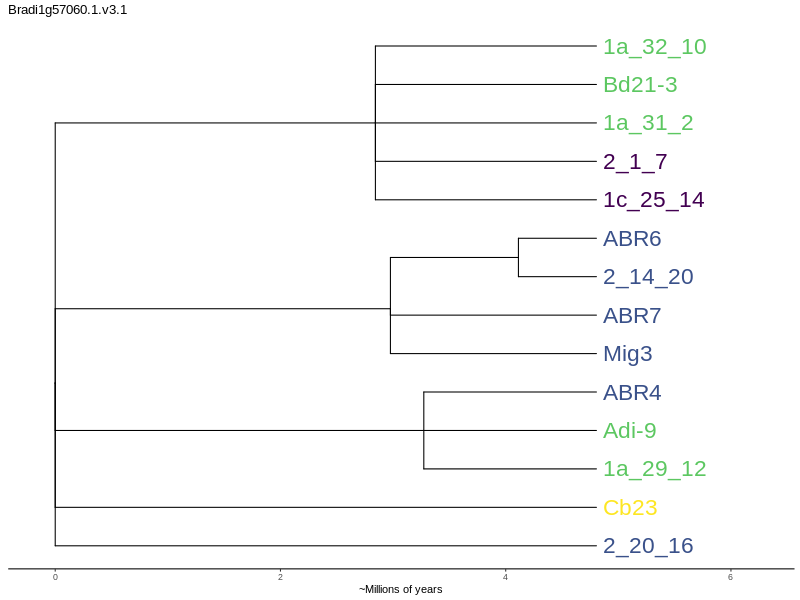 Bradi1g57060.1.v3.1
1a_32_10
Bd21-3
1a_31_2
2_1_7
1c_25_14
ABR6
2_14_20
ABR7
Mig3
ABR4
Adi-9
1a_29_12
Cb23
2_20_16
0 2 4 6
~Millions of years